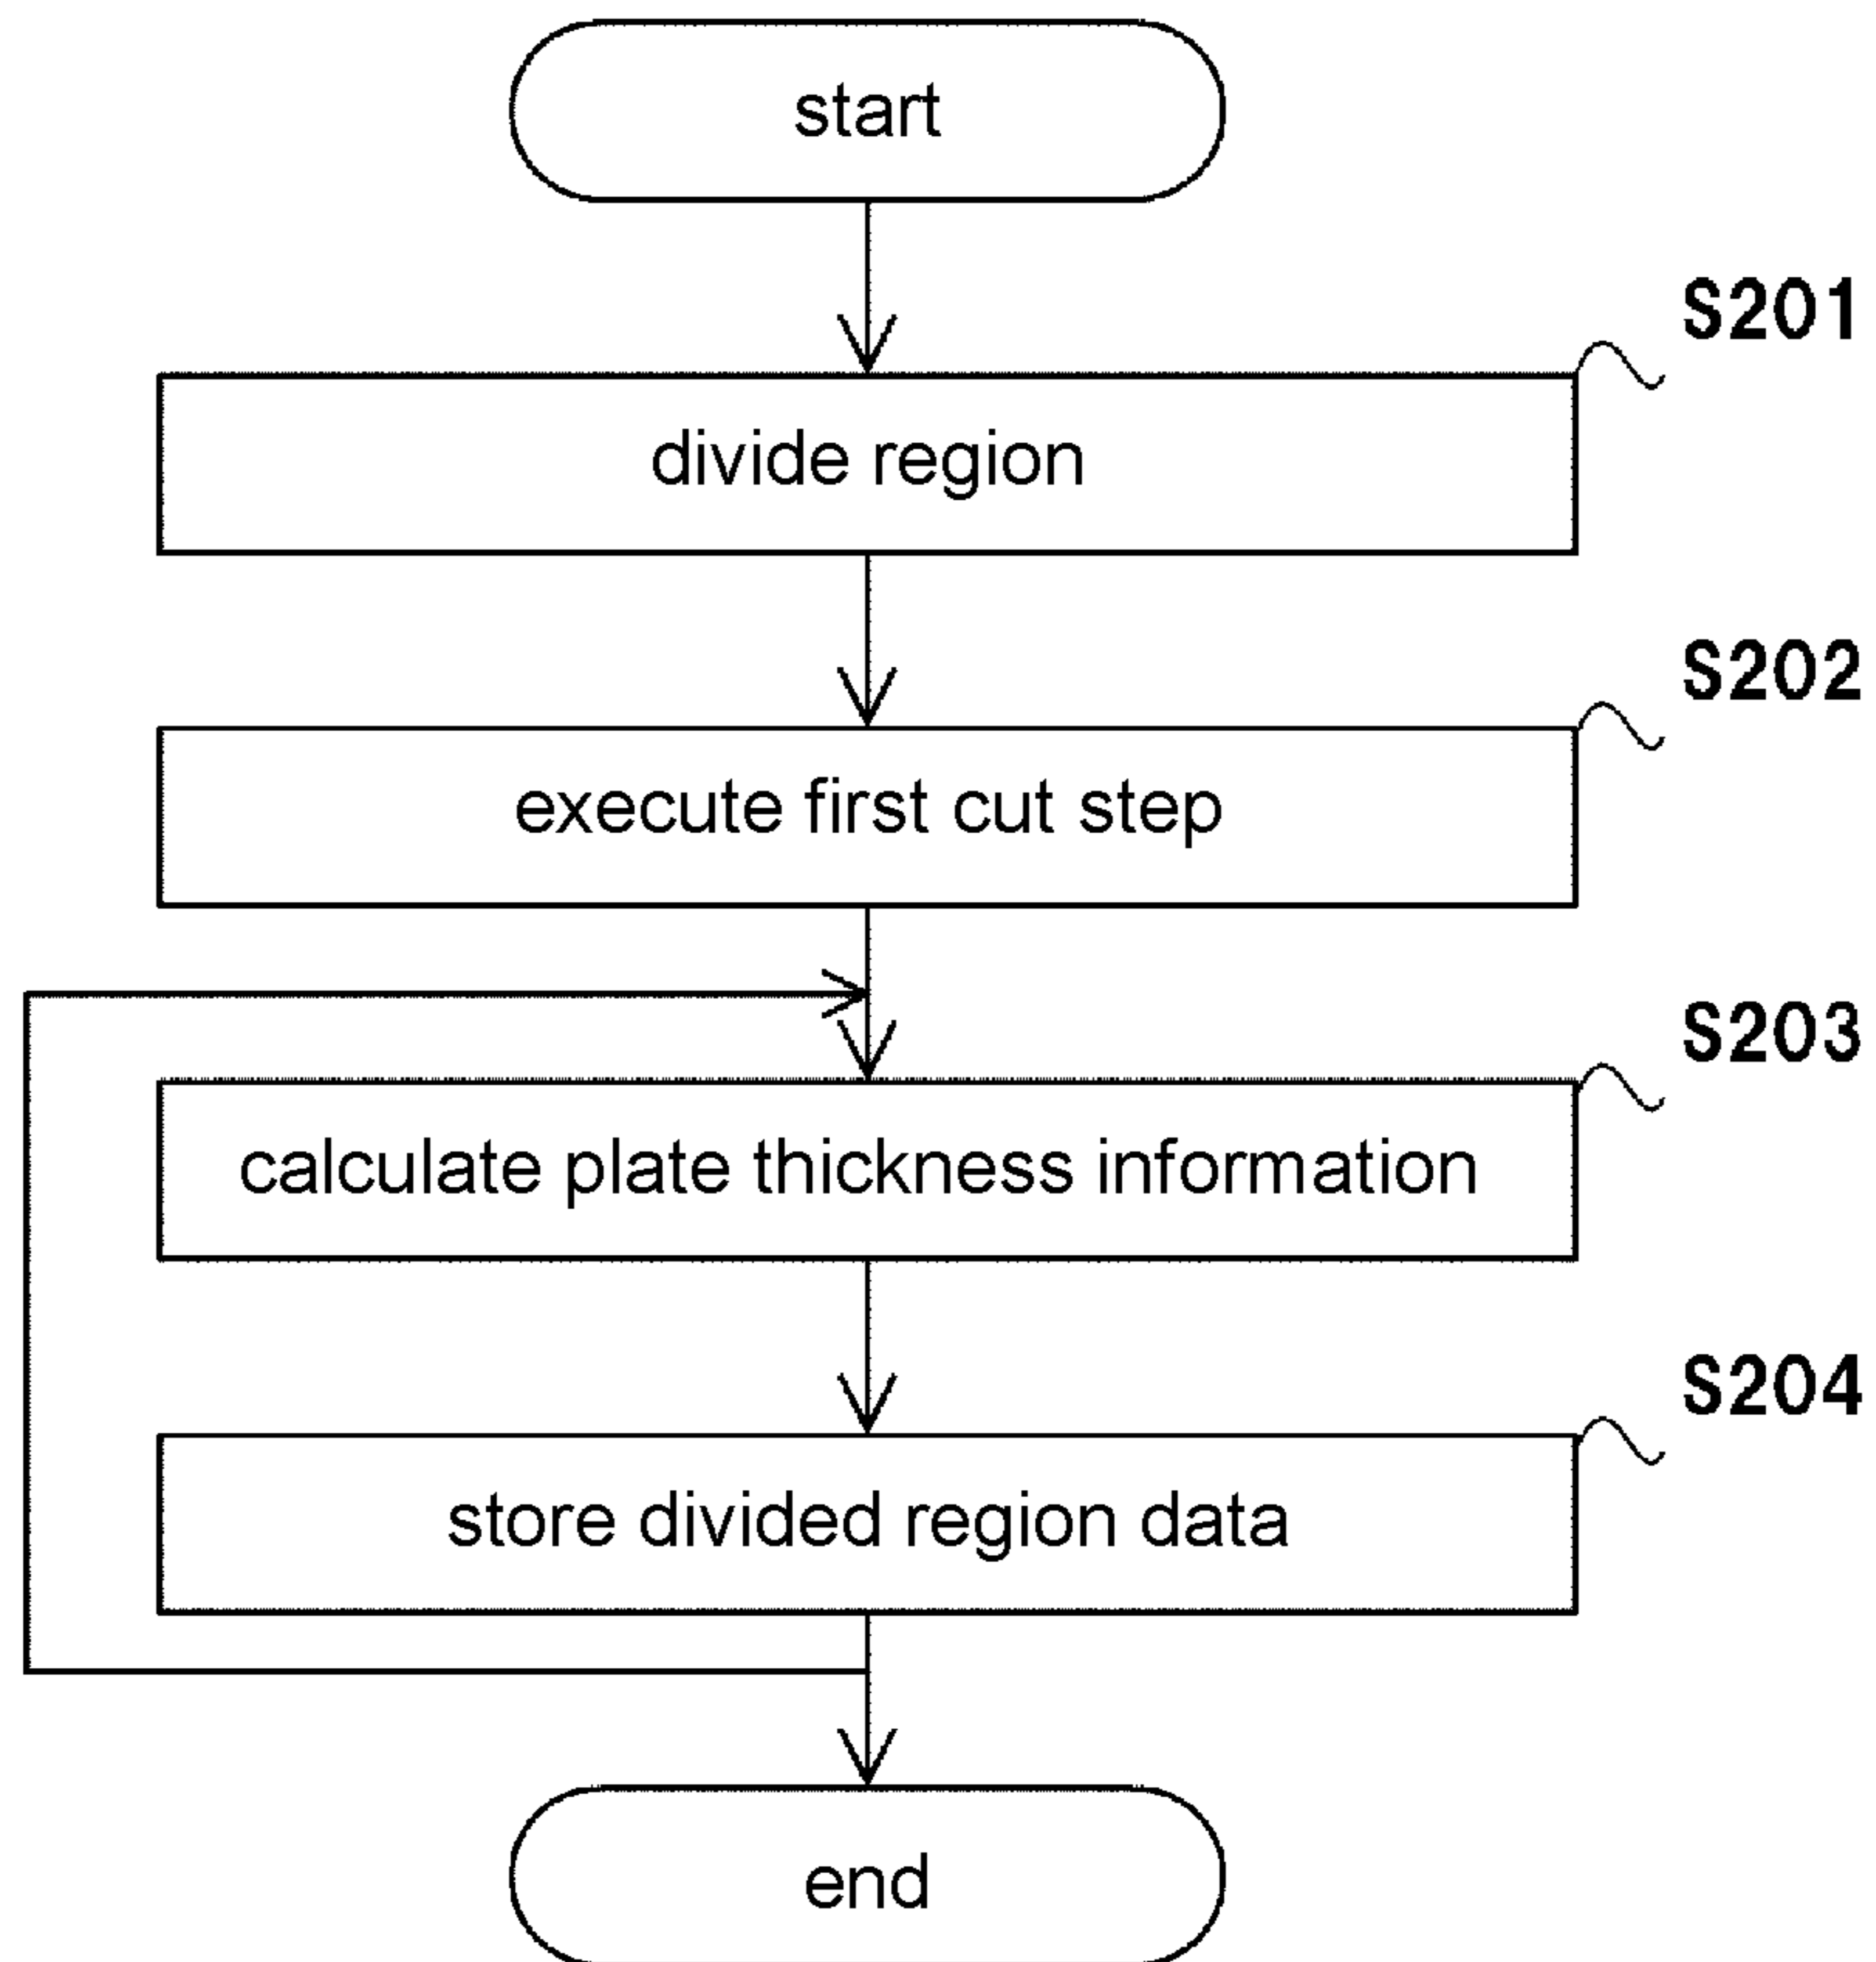 start
S201
divide region
S202
execute first cut step
S203
calculate plate thickness information
S204
store divided region data
end